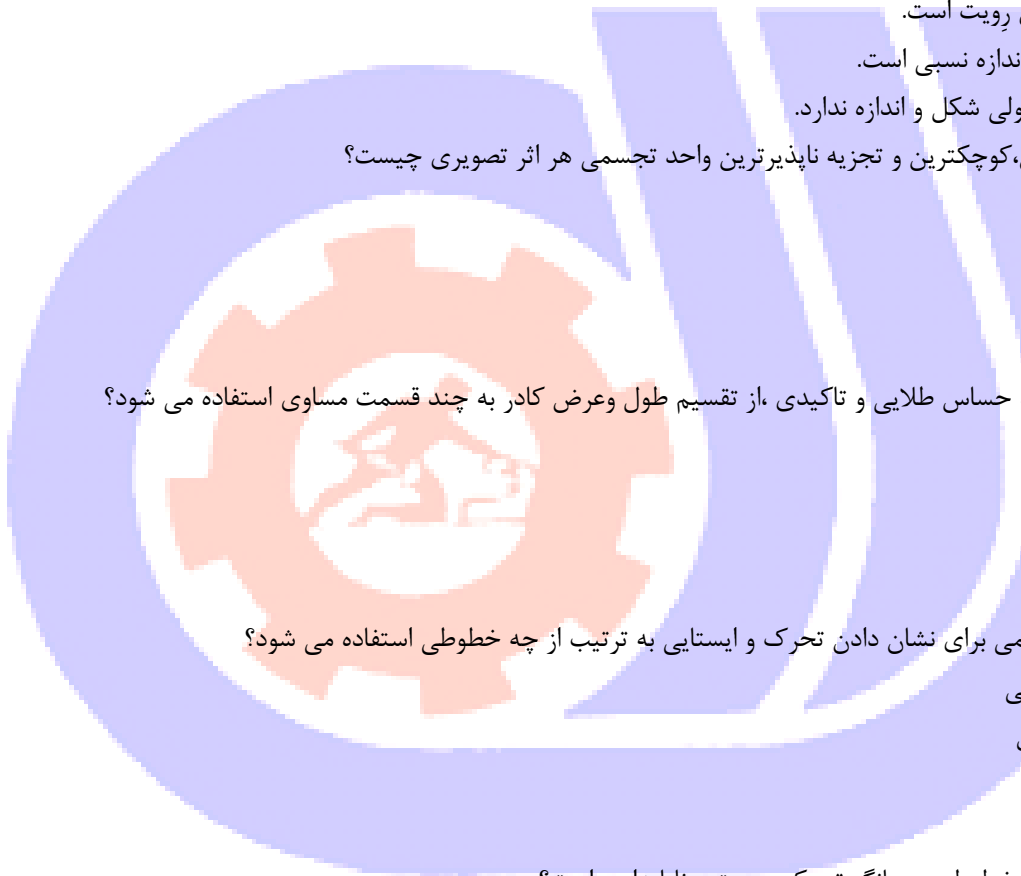 رِویت است.
ندازه نسبی است.
ولی شکل و اندازه ندارد.
،کوچکترین و تجزیه ناپذیرترین واحد تجسمی هر اثر تصویری چیست؟
حساس طلایی و تاکیدی ،از تقسیم طول وعرض کادر به چند قسمت مساوی استفاده می شود؟
می برای نشان دادن تحرک و ایستایی به ترتیب از چه خطوطی استفاده می شود؟
ی